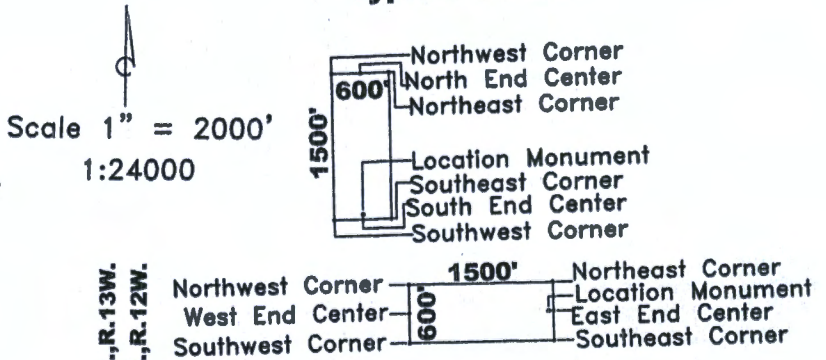 Northwest Corner
North End Center
600'
Northeast Corner
Scale 1" = 2000'
1:24000
1500'
Location Monument
Southeast Corner
South End Center
Southwest Corner
R.13W.
R.12W.
Northwest Corner
West End Center
Southwest Corner
1500'
600'
Northeast Corner
Location Monument
East End Center
Southeast Corner